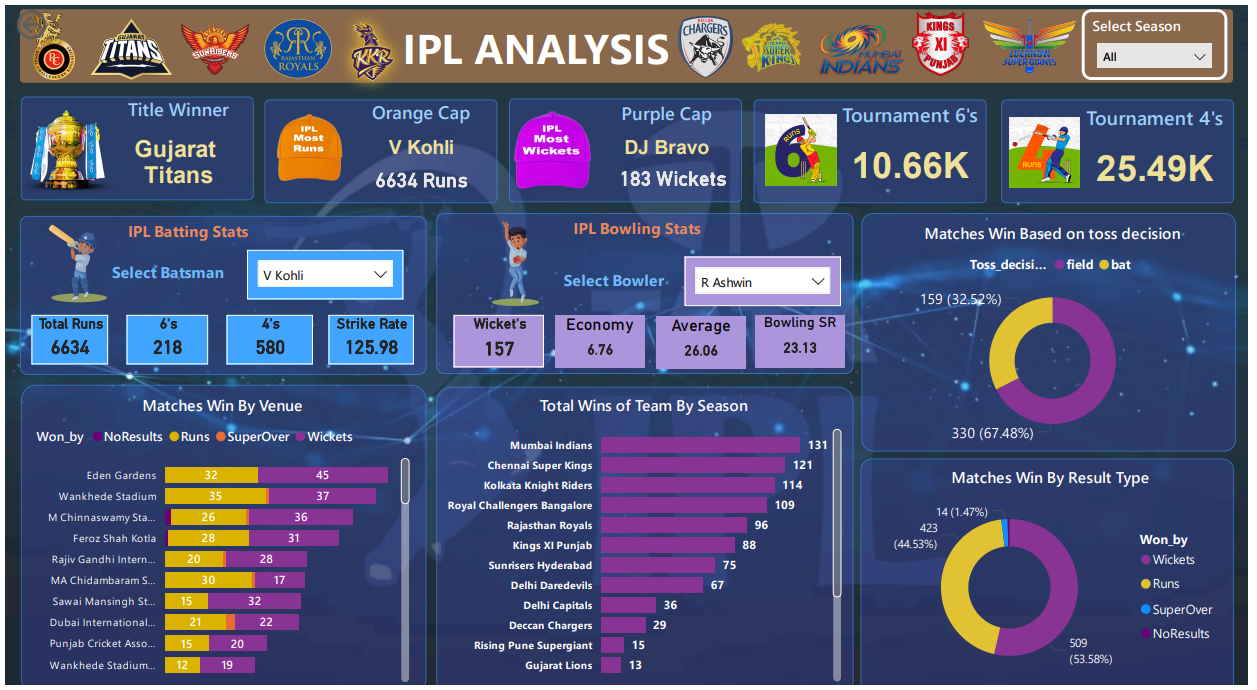 RC
GUJARAT
TITANS
SUNRISERS
RAJASTHAN
ROYALS
KKR
IPL ANALYSIS
DECCAN
CHARGERS
SUPER
KINGS
MUMBAI
INDIANS
KINGS
XI
PUNJAB
LUCKNOW
SUPER GIANTS
Select Season
All
Title Winner
Gujarat
Titans
IPL
Most
Runs
Orange Cap
V Kohli
6634 Runs
IPL
Most
Wickets
Purple Cap
DJ Bravo
183 Wickets
RUNS
6
Tournament 6's
10.66K
4
RUNS
Tournament 4's
25.49K
IPL Batting Stats
Select Batsman
V Kohli
Total Runs
6634
6's
218
4's
580
Strike Rate
125.98
IPL Bowling Stats
Select Bowler
R Ashwin
Wicket's
157
Economy
6.76
Average
26.06
Bowling SR
23.13
Matches Win Based on toss decision
Toss_decisi... field bat
159 (32.52%)
330 (67.48%)
Matches Win By Venue
Won_by NoResults Runs SuperOver Wickets
Eden Gardens 32 45
Wankhede Stadium 35 37
M Chinnaswamy Sta... 26 36
Feroz Shah Kotla 28 31
Rajiv Gandhi Intern... 20 28
MA Chidambaram S... 30 17
Sawai Mansingh St... 15 32
Dubai International... 21 22
Punjab Cricket Asso... 15 20
Wankhede Stadium... 12 19
Total Wins of Team By Season
Mumbai Indians 131
Chennai Super Kings 121
Kolkata Knight Riders 114
Royal Challengers Bangalore 109
Rajasthan Royals 96
Kings XI Punjab 88
Sunrisers Hyderabad 75
Delhi Daredevils 67
Delhi Capitals 36
Deccan Chargers 29
Rising Pune Supergiant 15
Gujarat Lions 13
IPL
Matches Win By Result Type
14 (1.47%)
423
(44.53%)
509
(53.58%)
Won_by
Wickets
Runs
SuperOver
NoResults